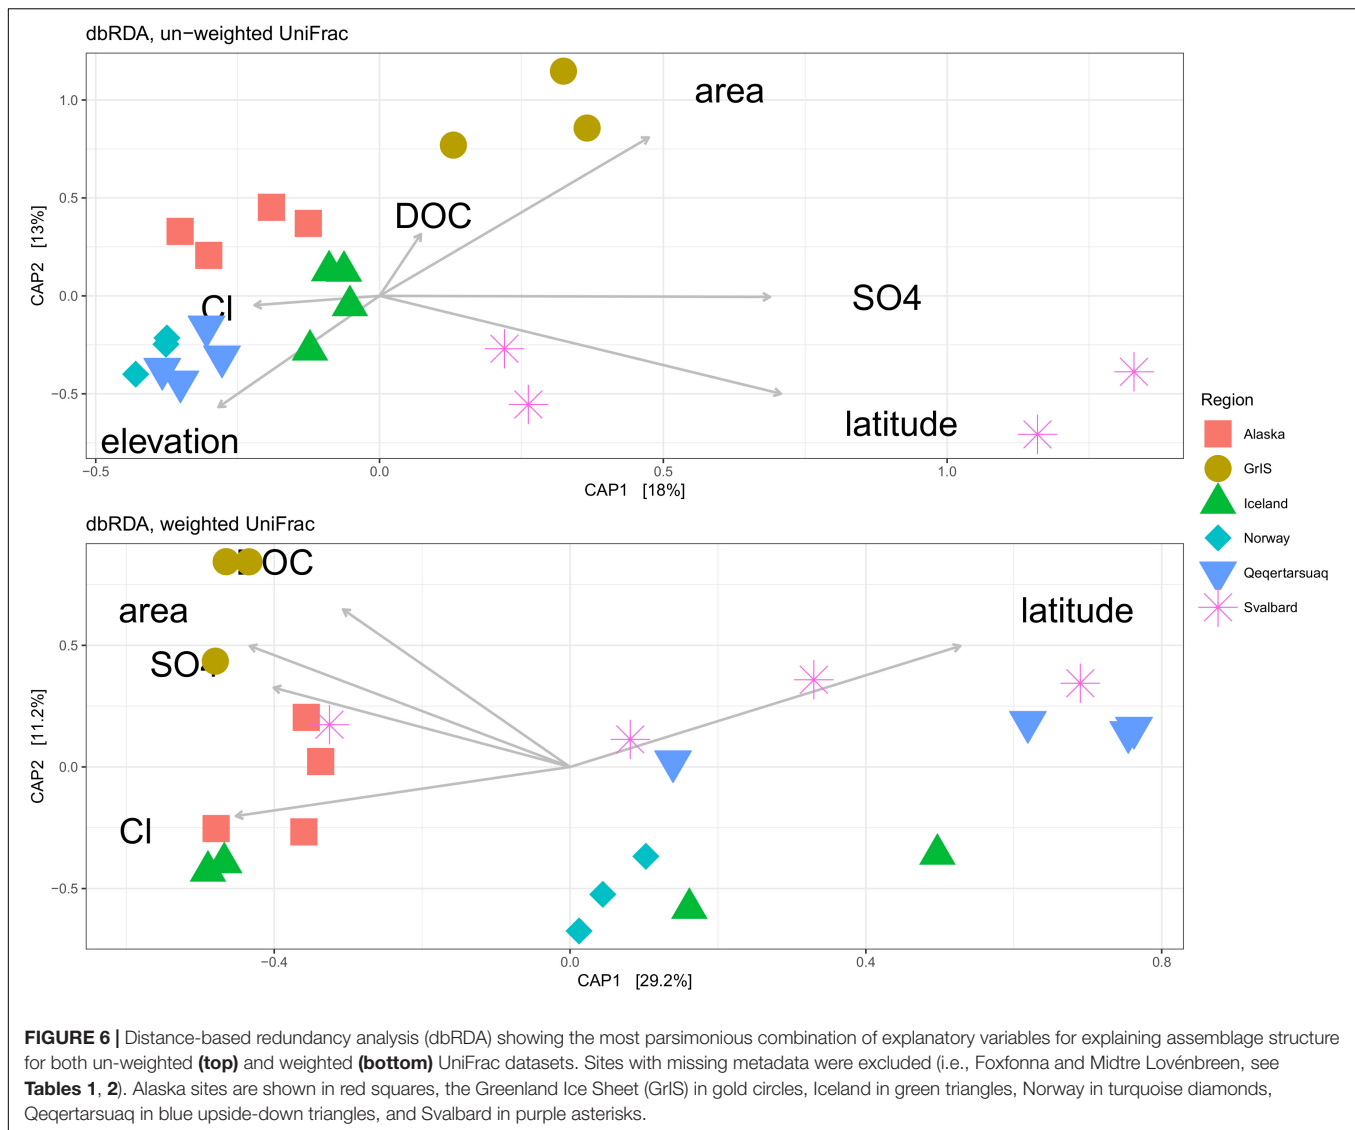 dbRDA, un−weighted UniFrac
area
DOC
Cl
SO4
elevation
latitude
1.0
0.5
0.0
−0.5
CAP2 [13%]
−0.5
0.0
0.5
1.0
CAP1 [18%]
dbRDA, weighted UniFrac
DOC
area
latitude
SO4
Cl
0.5
0.0
−0.5
CAP2 [11.2%]
−0.4
0.0
0.4
0.8
CAP1 [29.2%]
Region
Alaska
GrIS
Iceland
Norway
Qeqertarsuaq
Svalbard
FIGURE 6 | Distance-based redundancy analysis (dbRDA) showing the most parsimonious combination of explanatory variables for explaining assemblage structure
for both un-weighted (top) and weighted (bottom) UniFrac datasets. Sites with missing metadata were excluded (i.e., Foxfonna and Midtre Lovénbreen, see
Tables 1, 2). Alaska sites are shown in red squares, the Greenland Ice Sheet (GrIS) in gold circles, Iceland in green triangles, Norway in turquoise diamonds,
Qeqertarsuaq in blue upside-down triangles, and Svalbard in purple asterisks.